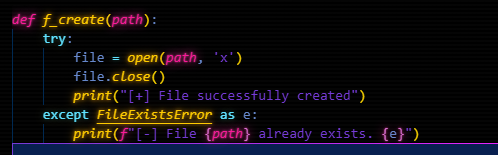 def f_create(path):
    try:
        file = open(path, 'x')
        file.close()
        print("[+] File successfully created")
    except FileExistsError as e:
        print(f"[-] File {path} already exists. {e}")